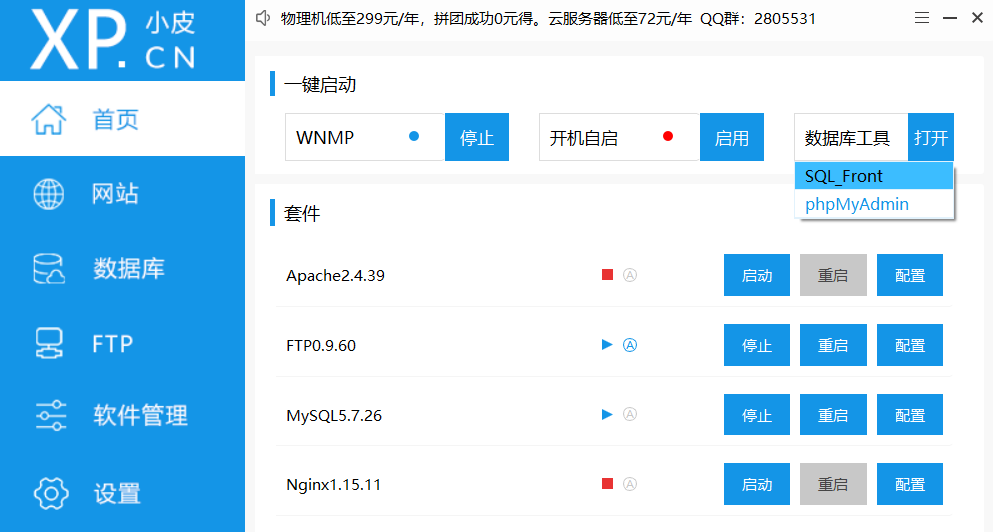 XP.CN 小皮
物理机低至299元/年，拼团成功0元得。云服务器低至72元/年 QQ群：2805531
首页
网站
数据库
FTP
软件管理
设置
一键启动
WNMP 停止 开机自启 启用 数据库工具 打开
SQL_Front
phpMyAdmin
套件
Apache2.4.39 A 启动 重启 配置
FTP0.9.60 A 停止 重启 配置
MySQL5.7.26 A 停止 重启 配置
Nginx1.15.11 A 启动 重启 配置